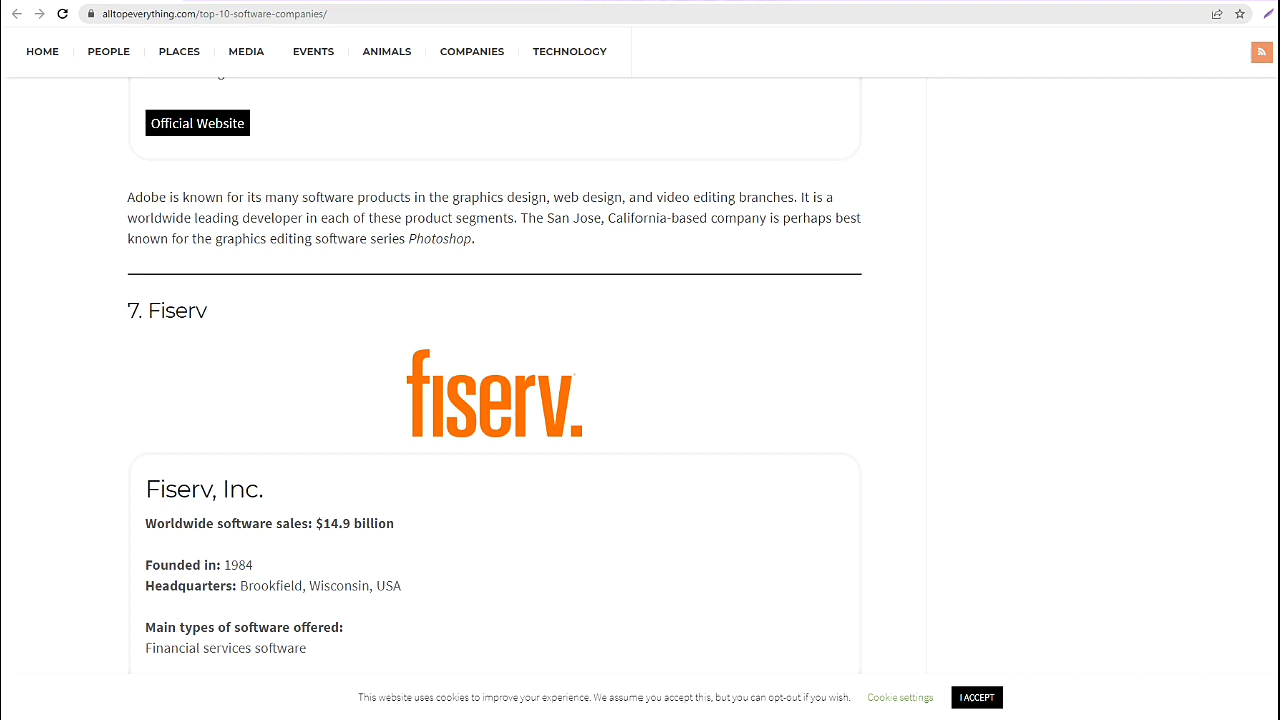 alltopeverything.com/top-10-software-companies/
HOME PEOPLE PLACES MEDIA EVENTS ANIMALS COMPANIES TECHNOLOGY
Official Website
Adobe is known for its many software products in the graphics design, web design, and video editing branches. It is a
worldwide leading developer in each of these product segments. The San Jose, California-based company is perhaps best
known for the graphics editing software series Photoshop.
7. Fiserv
fiserv.
Fiserv, Inc.
Worldwide software sales: $14.9 billion
Founded in: 1984
Headquarters: Brookfield, Wisconsin, USA
Main types of software offered:
Financial services software
This website uses cookies to improve your experience. We assume you accept this, but you can opt-out if you wish. Cookie settings I ACCEPT